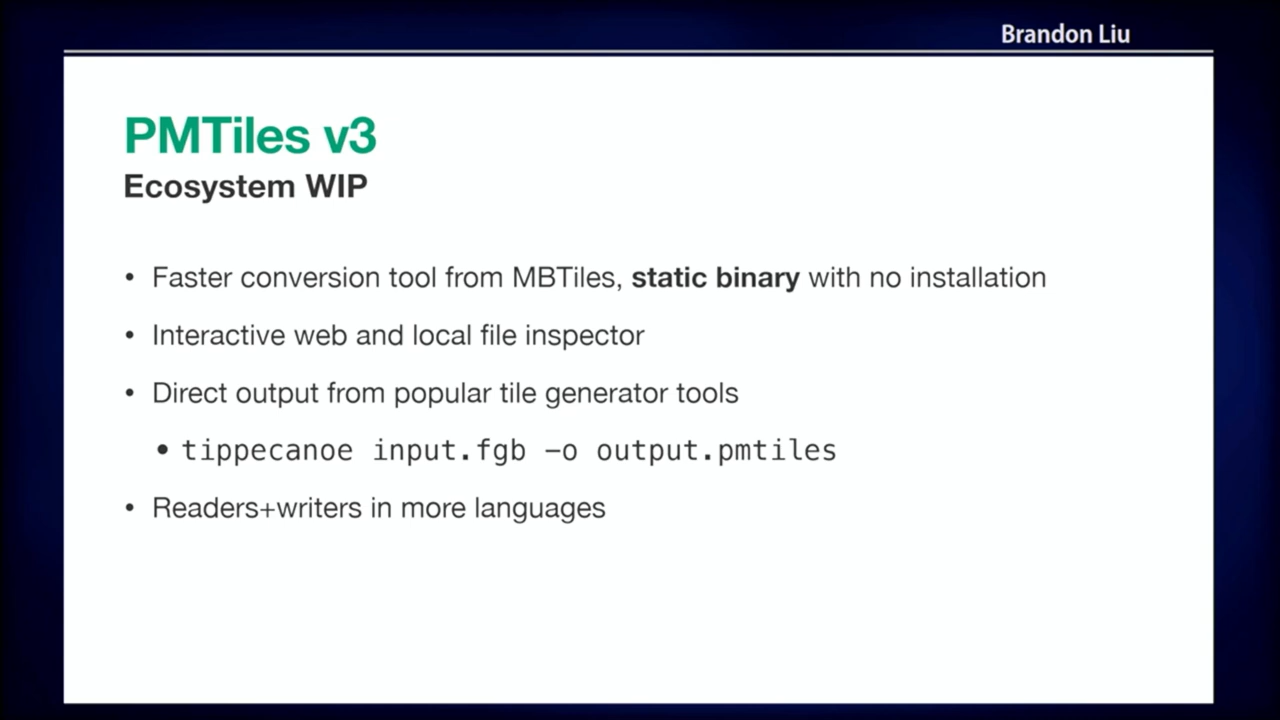 Brandon Liu
PMTiles v3
Ecosystem WIP
• Faster conversion tool from MBTiles, static binary with no installation
• Interactive web and local file inspector
• Direct output from popular tile generator tools
• tippecanoe input.fgb -o output.pmtiles
• Readers+writers in more languages